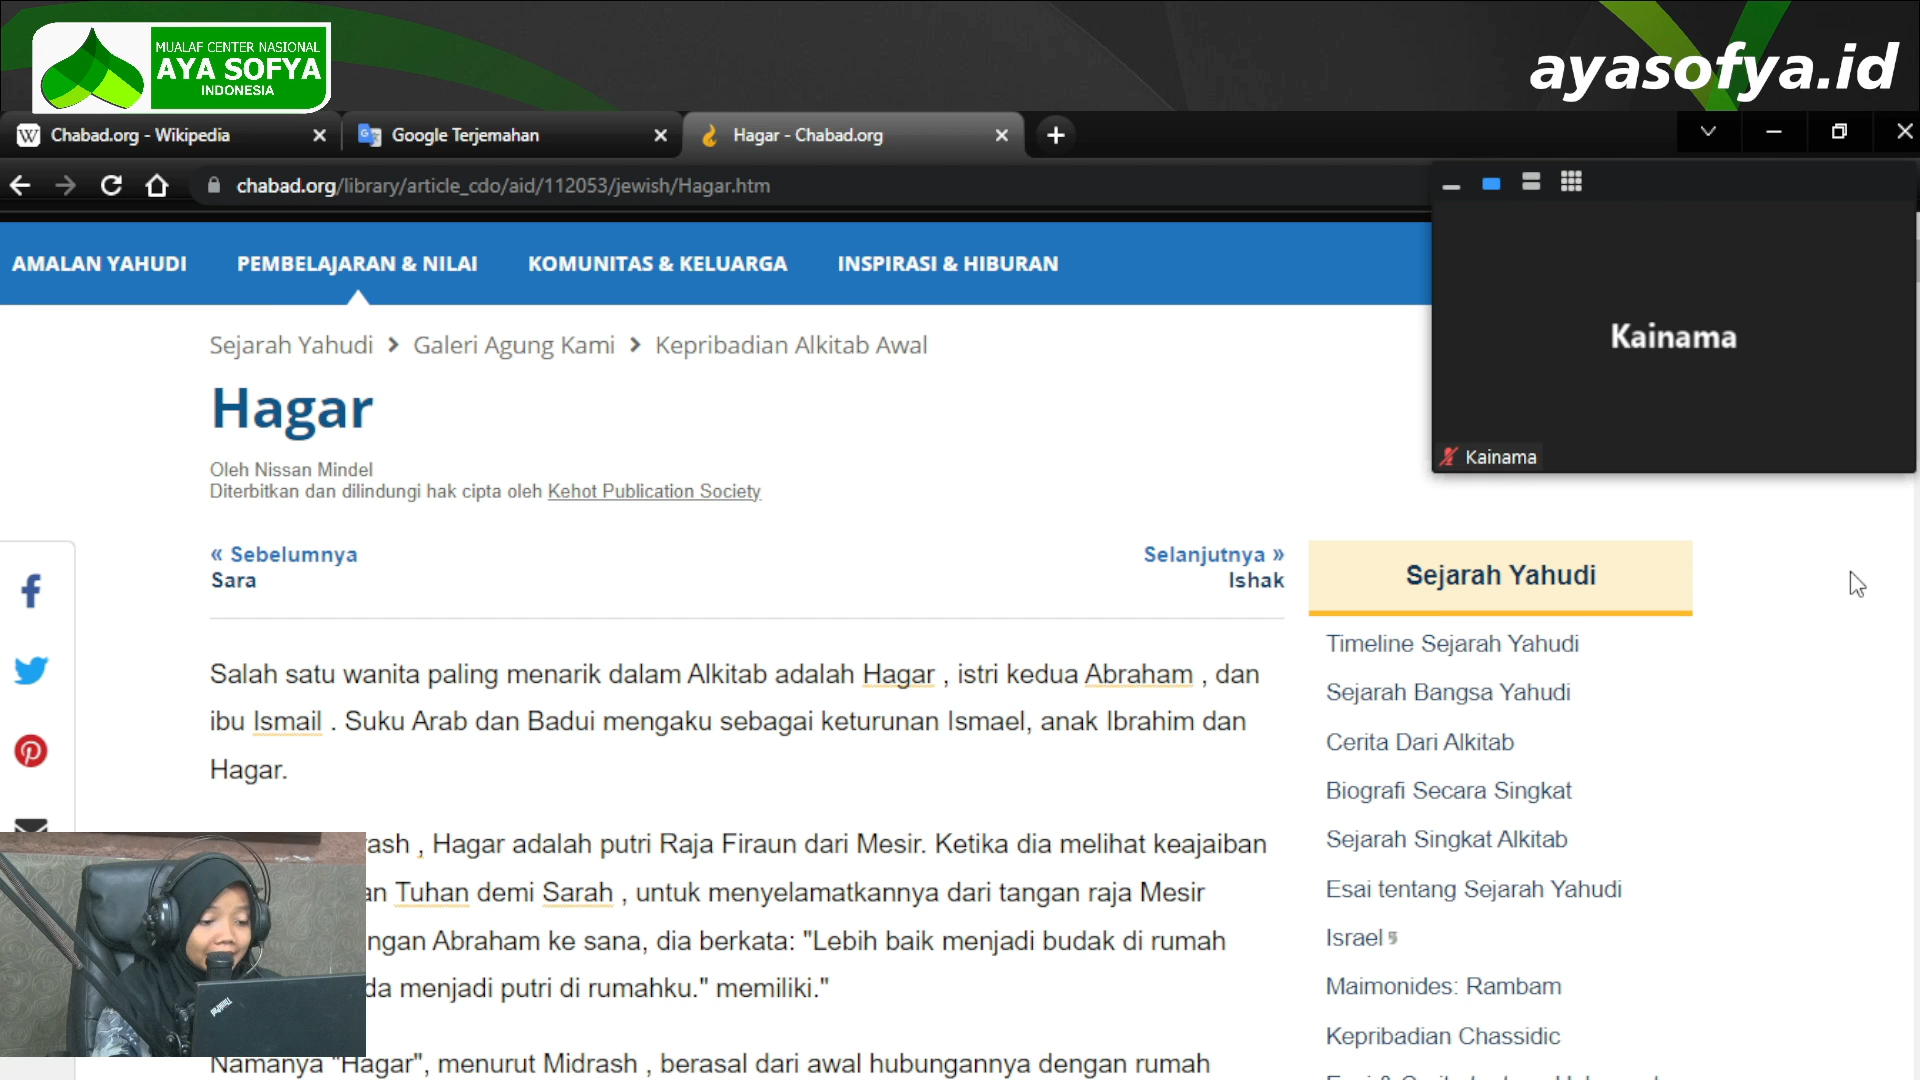 MUALAF CENTER NASIONAL
AYA SOFYA
INDONESIA
ayasofya.id
Chabad.org - Wikipedia
Google Terjemahan
Hagar - Chabad.org
chabad.org/library/article_cdo/aid/112053/jewish/Hagar.htm
AMALAN YAHUDI
PEMBELAJARAN & NILAI
KOMUNITAS & KELUARGA
INSPIRASI & HIBURAN
Kainama
Kainama
Sejarah Yahudi > Galeri Agung Kami > Kepribadian Alkitab Awal
Hagar
Oleh Nissan Mindel
Diterbitkan dan dilindungi hak cipta oleh Kehot Publication Society
« Sebelumnya
Sara
Selanjutnya »
Ishak
Salah satu wanita paling menarik dalam Alkitab adalah Hagar , istri kedua Abraham , dan
ibu Ismail . Suku Arab dan Badui mengaku sebagai keturunan Ismael, anak Ibrahim dan
Hagar.
ash , Hagar adalah putri Raja Firaun dari Mesir. Ketika dia melihat keajaiban
an Tuhan demi Sarah , untuk menyelamatkannya dari tangan raja Mesir
ngan Abraham ke sana, dia berkata: "Lebih baik menjadi budak di rumah
da menjadi putri di rumahku." memiliki."
Namanya "Hagar", menurut Midrash , berasal dari awal hubungannya dengan rumah
Sejarah Yahudi
Timeline Sejarah Yahudi
Sejarah Bangsa Yahudi
Cerita Dari Alkitab
Biografi Secara Singkat
Sejarah Singkat Alkitab
Esai tentang Sejarah Yahudi
Israel
Maimonides: Rambam
Kepribadian Chassidic